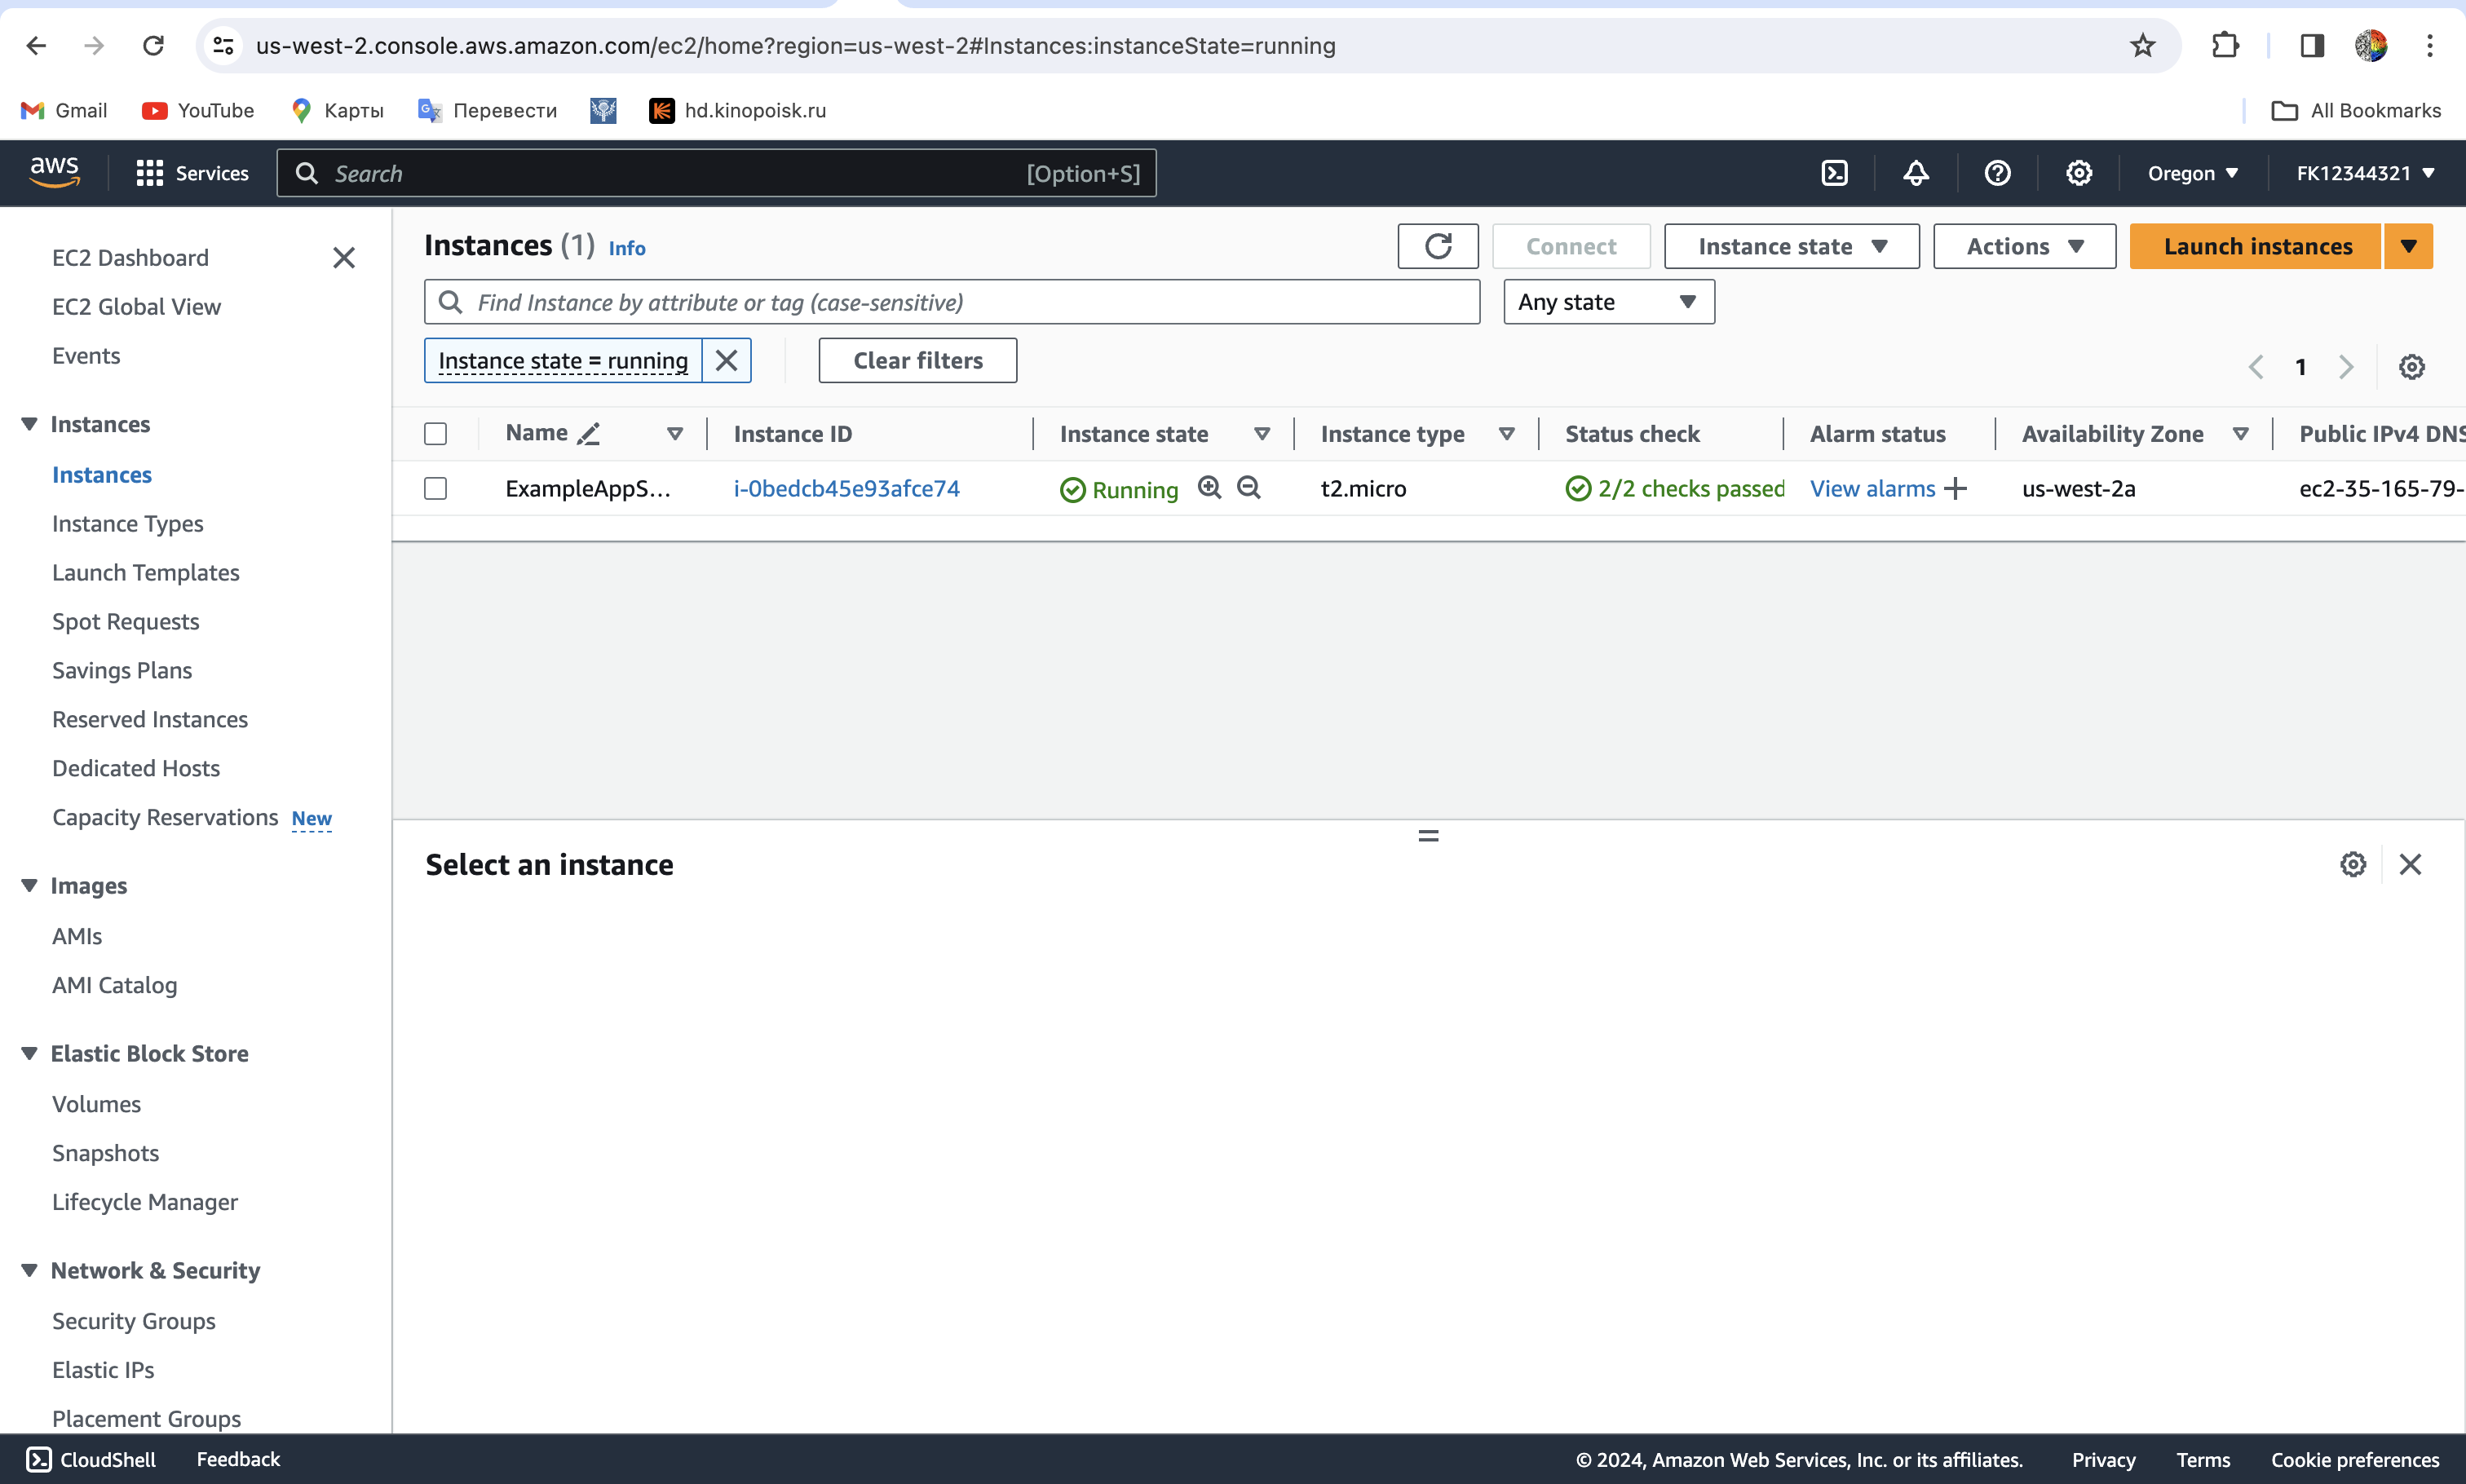 us-west-2.console.aws.amazon.com/ec2/home?region=us-west-2#Instances:instanceState=running
Gmail YouTube Карты Перевести hd.kinopoisk.ru All Bookmarks
aws Services Search [Option+S] Oregon FK12344321
EC2 Dashboard
EC2 Global View
Events
Instances
Instances
Instance Types
Launch Templates
Spot Requests
Savings Plans
Reserved Instances
Dedicated Hosts
Capacity Reservations New
Images
AMIs
AMI Catalog
Elastic Block Store
Volumes
Snapshots
Lifecycle Manager
Network & Security
Security Groups
Elastic IPs
Placement Groups
Instances (1) Info Connect Instance state Actions Launch instances
Find Instance by attribute or tag (case-sensitive) Any state
Instance state = running Clear filters 1
Name Instance ID Instance state Instance type Status check Alarm status Availability Zone Public IPv4 DNS
ExampleAppS... i-0bedcb45e93afce74 Running t2.micro 2/2 checks passed View alarms us-west-2a ec2-35-165-79-
Select an instance
CloudShell Feedback © 2024, Amazon Web Services, Inc. or its affiliates. Privacy Terms Cookie preferences